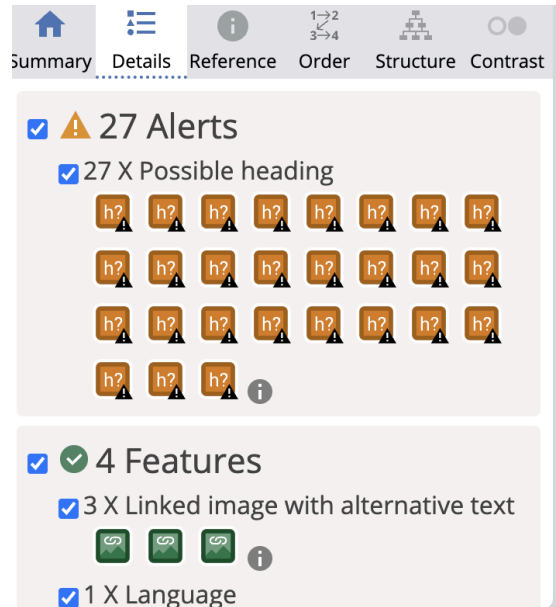 1→2
3→4
Summary Details Reference Order Structure Contrast
27 Alerts
27 X Possible heading
h? h? h? h? h? h? h? h?
h? h? h? h? h? h? h? h?
h? h? h? h? h? h? h? h?
h? h? h?
4 Features
3 X Linked image with alternative text
1 X Language